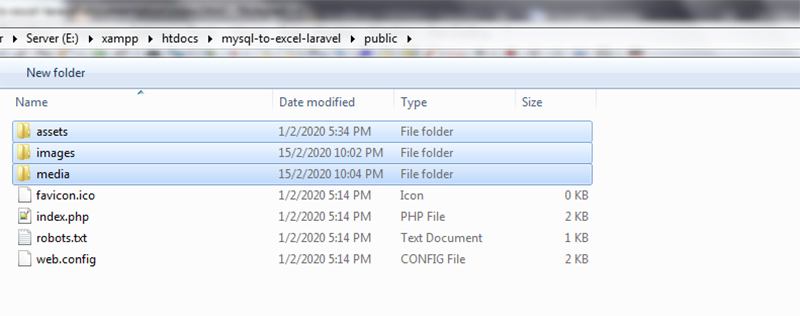 r ▸ Server (E:) ▸ xampp ▸ htdocs ▸ mysql-to-excel-laravel ▸ public ▸
New folder
Name Date modified Type Size
assets 1/2/2020 5:34 PM File folder
images 15/2/2020 10:02 PM File folder
media 15/2/2020 10:04 PM File folder
favicon.ico 1/2/2020 5:14 PM Icon 0 KB
index.php 1/2/2020 5:14 PM PHP File 2 KB
robots.txt 1/2/2020 5:14 PM Text Document 1 KB
web.config 1/2/2020 5:14 PM CONFIG File 2 KB